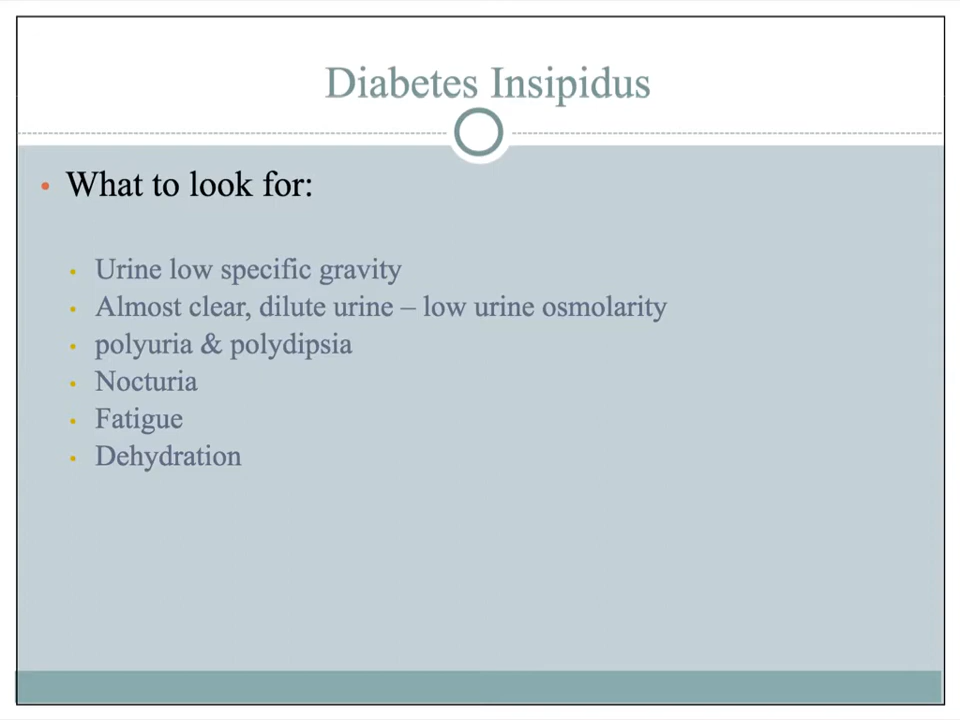 Diabetes Insipidus
• What to look for:
• Urine low specific gravity
• Almost clear, dilute urine – low urine osmolarity
• polyuria & polydipsia
• Nocturia
• Fatigue
• Dehydration